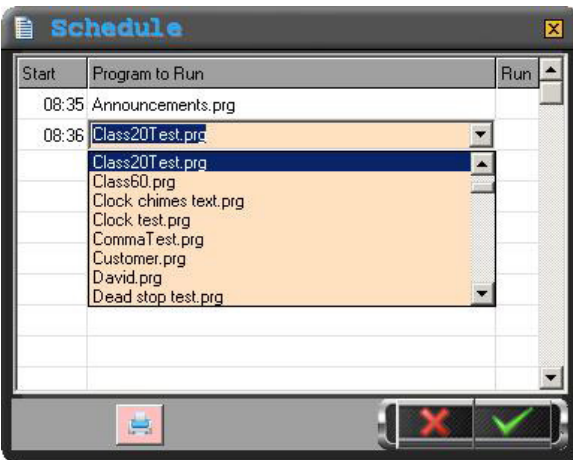 Schedule
Start Program to Run Run
08:35 Announcements.prg
08:36 Class20Test.prg
Class20Test.prg
Class60.prg
Clock chimes text.prg
Clock test.prg
CommaTest.prg
Customer.prg
David.prg
Dead stop test.prg